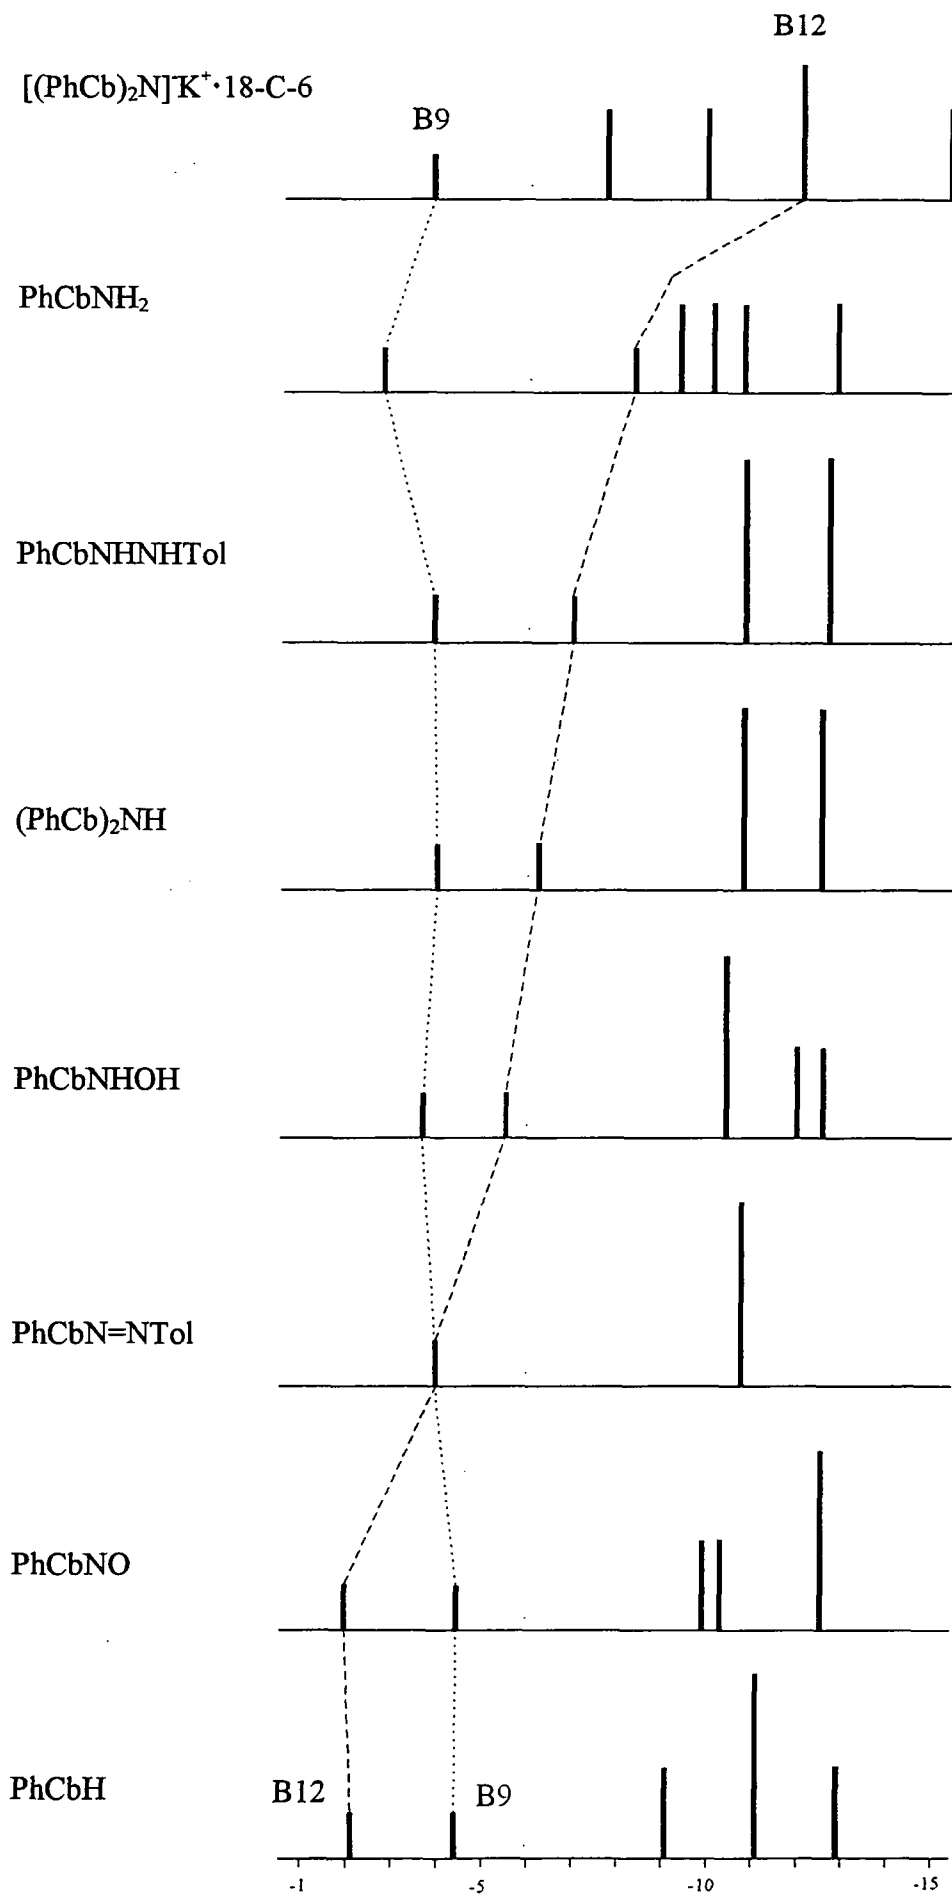 B12
[(PhCb)₂N]⁻K⁺·18-C-6
B9
PhCbNH₂
PhCbNHNHTol
(PhCb)₂NH
PhCbNHOH
PhCbN=NTol
PhCbNO
PhCbH
B12
B9
-1
-5
-10
-15